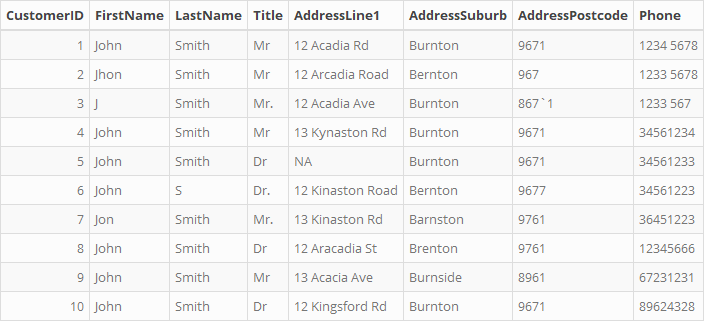 CustomerID FirstName LastName Title AddressLine1 AddressSuburb AddressPostcode Phone
1 John Smith Mr 12 Acadia Rd Burnton 9671 1234 5678
2 Jhon Smith Mr 12 Arcadia Road Bernton 967 1233 5678
3 J Smith Mr. 12 Acadia Ave Burnton 867`1 1233 567
4 John Smith Mr 13 Kynaston Rd Burnton 9671 34561234
5 John Smith Dr NA Burnton 9671 34561233
6 John S Dr. 12 Kinaston Road Bernton 9677 34561223
7 Jon Smith Mr. 13 Kinaston Rd Barnston 9761 36451223
8 John Smith Dr 12 Aracadia St Brenton 9761 12345666
9 John Smith Mr 13 Acacia Ave Burnside 8961 67231231
10 John Smith Dr 12 Kingsford Rd Burnton 9671 89624328